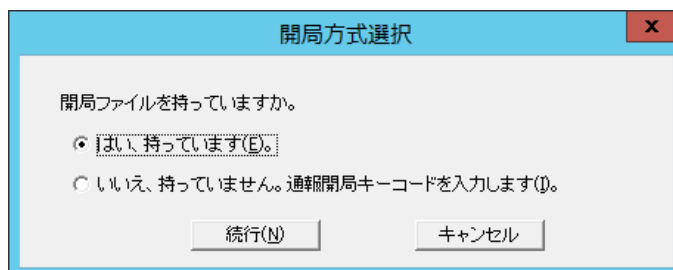 開局方式選択
x
開局ファイルを持っていますか。
はい、持っています(E)。
いいえ、持っていません。通報開局キーコードを入力します(I)。
続行(N) キャンセル